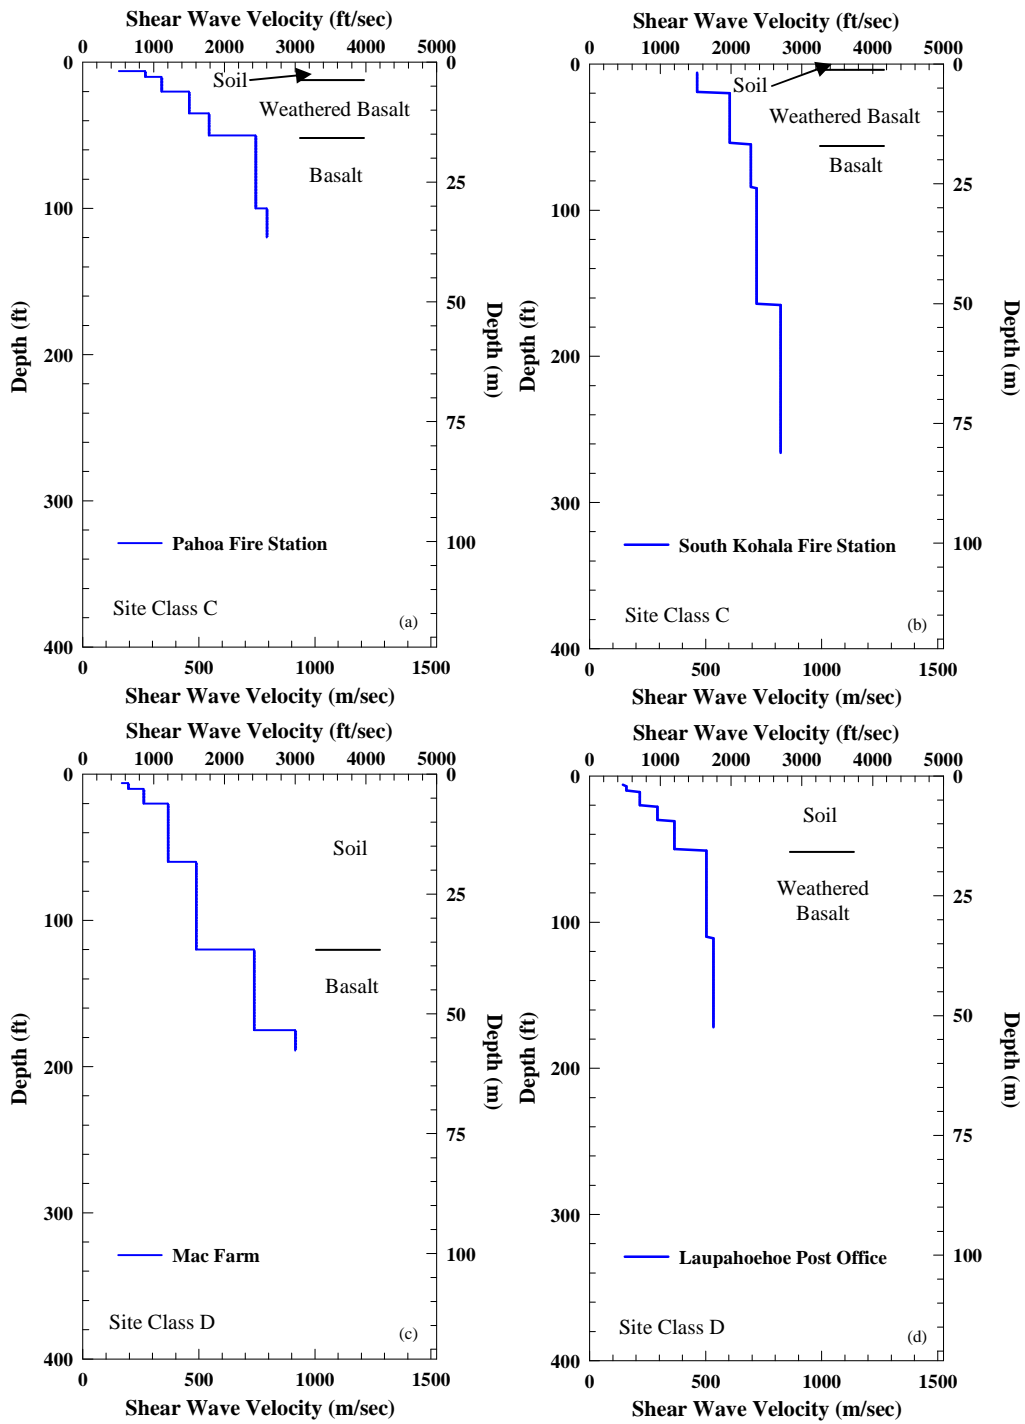 Shear Wave Velocity (ft/sec)
0 1000 2000 3000 4000 5000
0
100
200
300
400
Depth (ft)
0
25
50
75
100
Depth (m)
Soil
Weathered Basalt
Basalt
Pahoa Fire Station
Site Class C
(a)
0 500 1000 1500
Shear Wave Velocity (m/sec)
Shear Wave Velocity (ft/sec)
0 1000 2000 3000 4000 5000
0
100
200
300
400
Depth (ft)
0
25
50
75
100
Depth (m)
Soil
Weathered Basalt
Basalt
South Kohala Fire Station
Site Class C
(b)
0 500 1000 1500
Shear Wave Velocity (m/sec)
Shear Wave Velocity (ft/sec)
0 1000 2000 3000 4000 5000
0
100
200
300
400
Depth (ft)
0
25
50
75
100
Depth (m)
Soil
Basalt
Mac Farm
Site Class D
(c)
0 500 1000 1500
Shear Wave Velocity (m/sec)
Shear Wave Velocity (ft/sec)
0 1000 2000 3000 4000 5000
0
100
200
300
400
Depth (ft)
0
25
50
75
100
Depth (m)
Soil
Weathered
Basalt
Laupahoehoe Post Office
Site Class D
(d)
0 500 1000 1500
Shear Wave Velocity (m/sec)